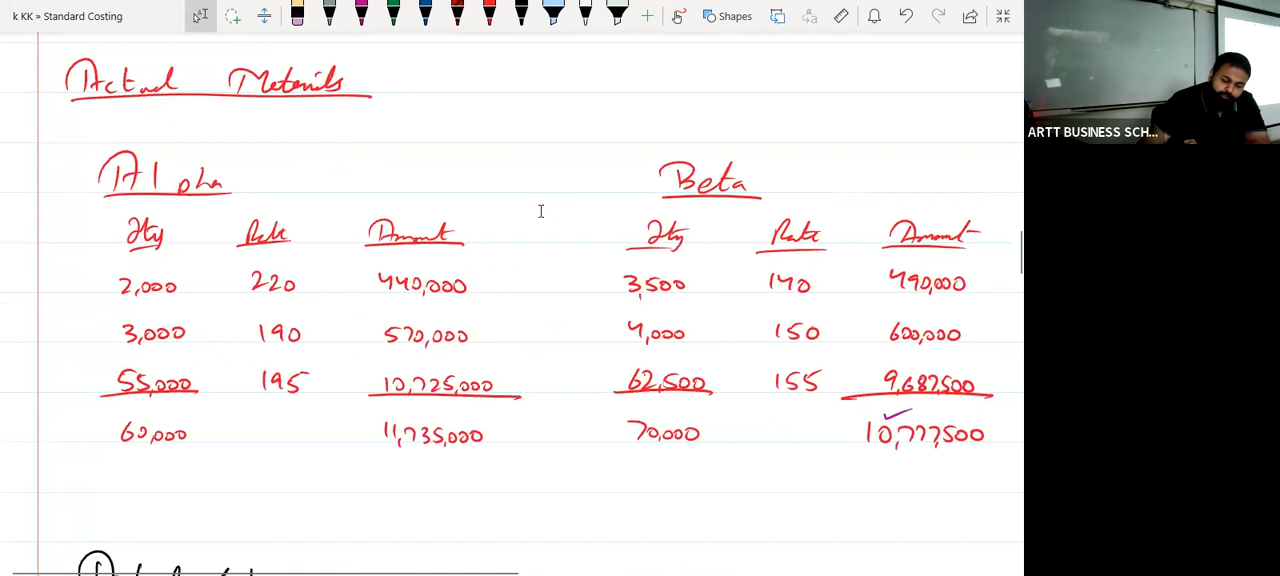 k KK » Standard Costing
Shapes
ARTT BUSINESS SCH...
Actual Materials
Alpha Beta
Qty Rate Amount Qty Rate Amount
2,000 220 440,000 3,500 140 490,000
3,000 190 570,000 4,000 150 600,000
55,000 195 10,725,000 62,500 155 9,687,500
60,000 11,735,000 70,000 10,777,500